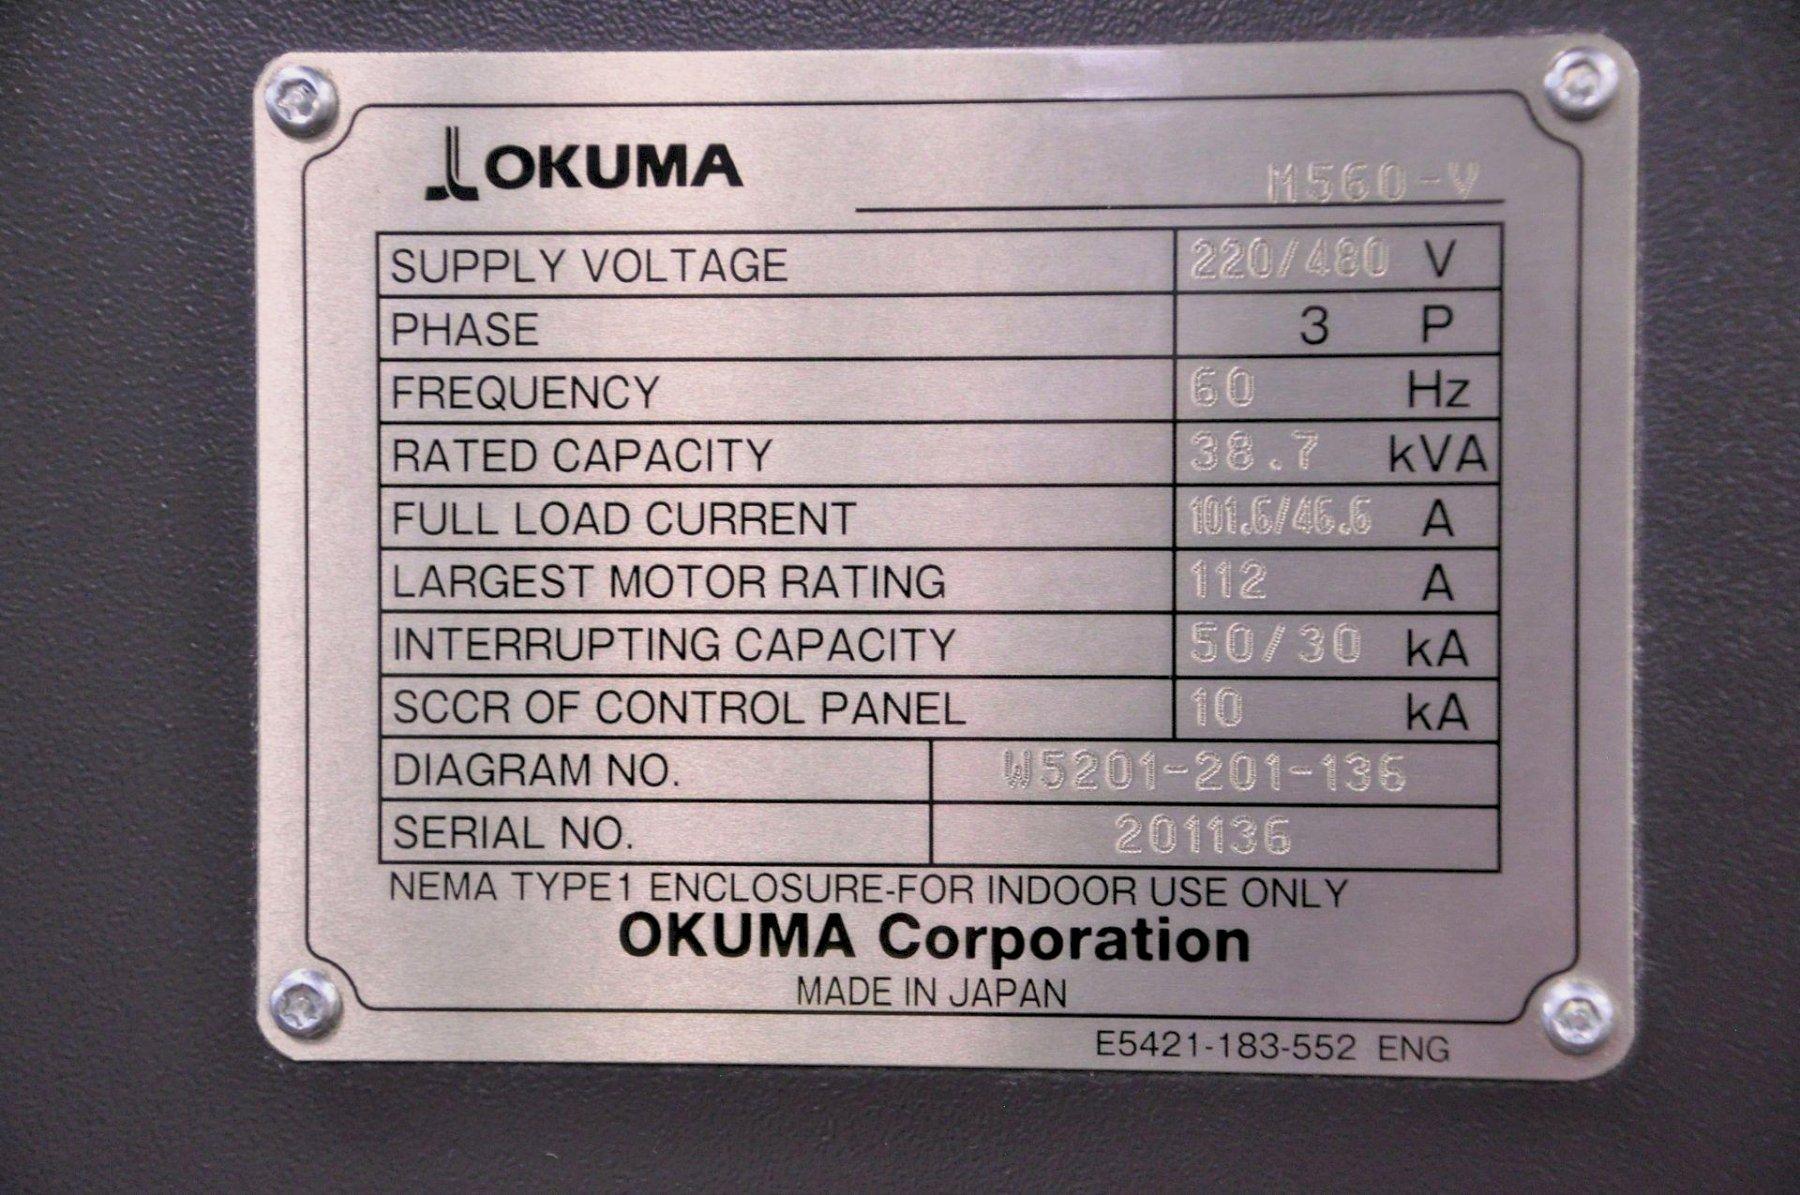 OKUMA
M560-V
SUPPLY VOLTAGE 220/480 V
PHASE 3 P
FREQUENCY 60 Hz
RATED CAPACITY 38.7 kVA
FULL LOAD CURRENT 101.6/46.6 A
LARGEST MOTOR RATING 112 A
INTERRUPTING CAPACITY 50/30 kA
SCCR OF CONTROL PANEL 10 kA
DIAGRAM NO. W5201-201-136
SERIAL NO. 201136
NEMA TYPE1 ENCLOSURE-FOR INDOOR USE ONLY
OKUMA Corporation
MADE IN JAPAN
E5421-183-552 ENG